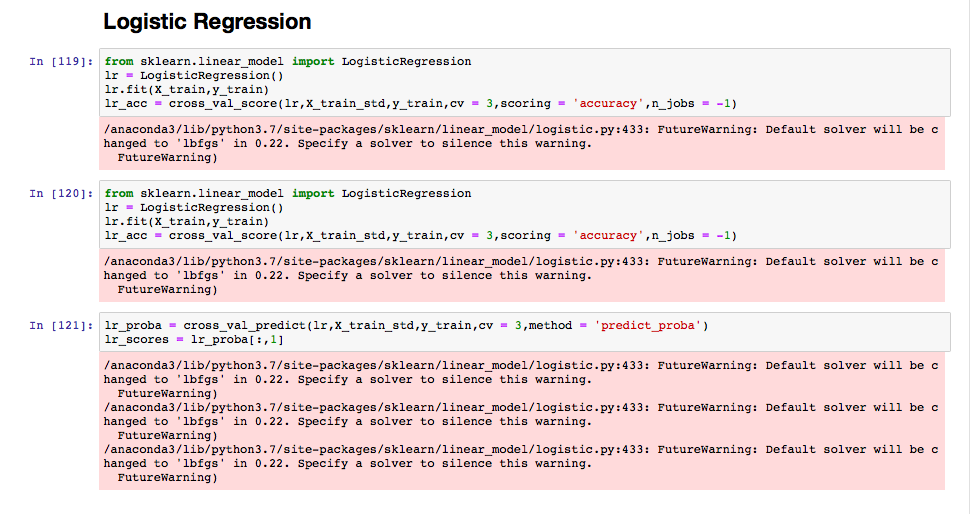 Logistic Regression
In [119]: from sklearn.linear_model import LogisticRegression
lr = LogisticRegression()
lr.fit(X_train,y_train)
lr_acc = cross_val_score(lr,X_train_std,y_train,cv = 3,scoring = 'accuracy',n_jobs = -1)
/anaconda3/lib/python3.7/site-packages/sklearn/linear_model/logistic.py:433: FutureWarning: Default solver will be c
hanged to 'lbfgs' in 0.22. Specify a solver to silence this warning.
FutureWarning)
In [120]: from sklearn.linear_model import LogisticRegression
lr = LogisticRegression()
lr.fit(X_train,y_train)
lr_acc = cross_val_score(lr,X_train_std,y_train,cv = 3,scoring = 'accuracy',n_jobs = -1)
/anaconda3/lib/python3.7/site-packages/sklearn/linear_model/logistic.py:433: FutureWarning: Default solver will be c
hanged to 'lbfgs' in 0.22. Specify a solver to silence this warning.
FutureWarning)
In [121]: lr_proba = cross_val_predict(lr,X_train_std,y_train,cv = 3,method = 'predict_proba')
lr_scores = lr_proba[:,1]
/anaconda3/lib/python3.7/site-packages/sklearn/linear_model/logistic.py:433: FutureWarning: Default solver will be c
hanged to 'lbfgs' in 0.22. Specify a solver to silence this warning.
FutureWarning)
/anaconda3/lib/python3.7/site-packages/sklearn/linear_model/logistic.py:433: FutureWarning: Default solver will be c
hanged to 'lbfgs' in 0.22. Specify a solver to silence this warning.
FutureWarning)
/anaconda3/lib/python3.7/site-packages/sklearn/linear_model/logistic.py:433: FutureWarning: Default solver will be c
hanged to 'lbfgs' in 0.22. Specify a solver to silence this warning.
FutureWarning)